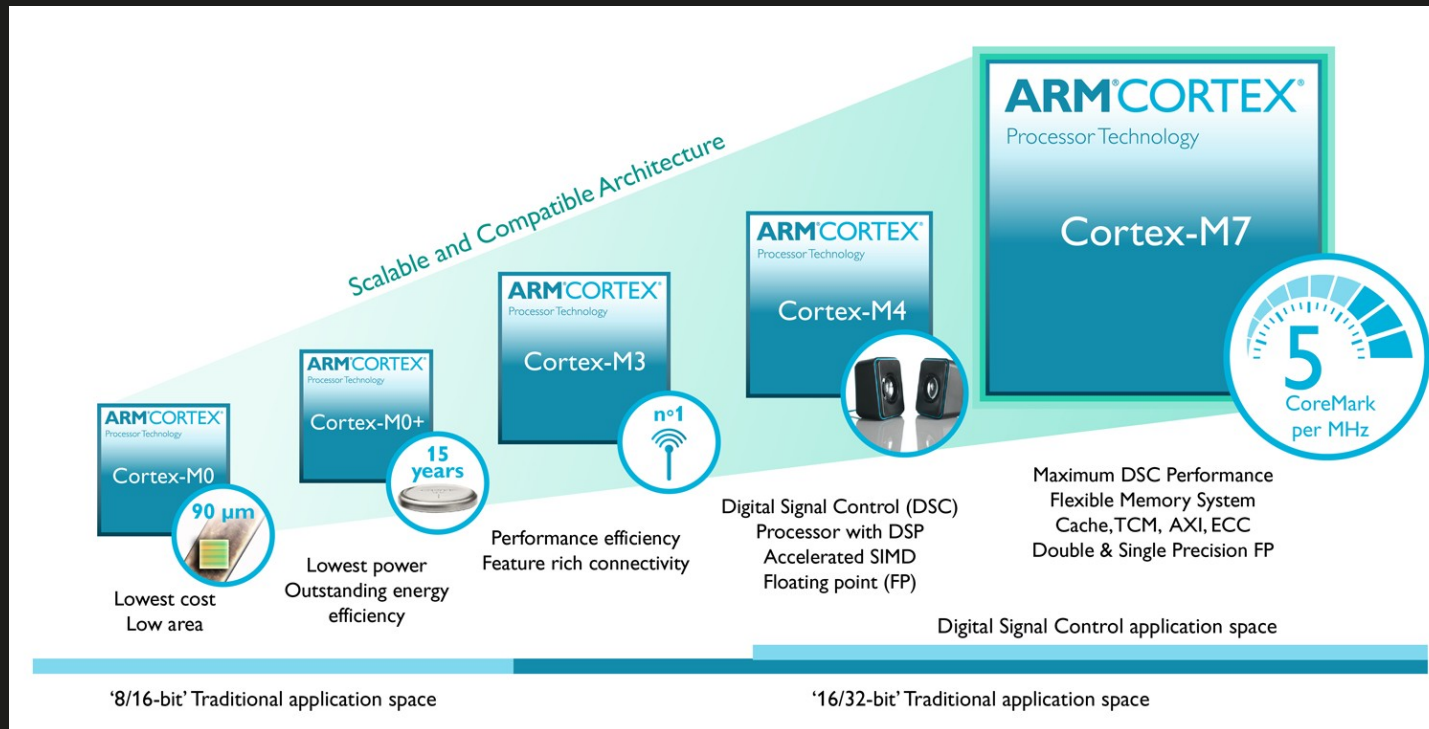 Scalable and Compatible Architecture
ARM®CORTEX®
Processor Technology
Cortex-M0
90 µm
Lowest cost
Low area
ARM®CORTEX®
Processor Technology
Cortex-M0+
15
years
Lowest power
Outstanding energy
efficiency
ARM®CORTEX®
Processor Technology
Cortex-M3
nº1
Performance efficiency
Feature rich connectivity
ARM®CORTEX®
Processor Technology
Cortex-M4
Digital Signal Control (DSC)
Processor with DSP
Accelerated SIMD
Floating point (FP)
ARM®CORTEX®
Processor Technology
Cortex-M7
5
CoreMark
per MHz
Maximum DSC Performance
Flexible Memory System
Cache,TCM, AXI, ECC
Double & Single Precision FP
Digital Signal Control application space
‘8/16-bit’ Traditional application space
‘16/32-bit’ Traditional application space